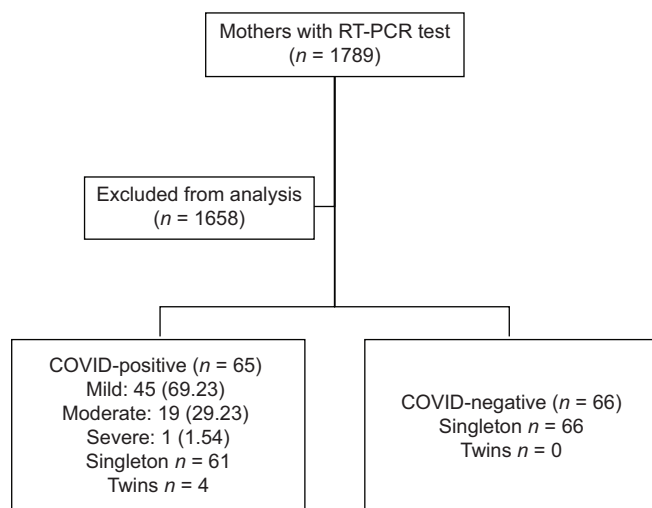 Mothers with RT-PCR test
(n = 1789)
Excluded from analysis
(n = 1658)
COVID-positive (n = 65)
Mild: 45 (69.23)
Moderate: 19 (29.23)
Severe: 1 (1.54)
Singleton n = 61
Twins n = 4
COVID-negative (n = 66)
Singleton n = 66
Twins n = 0